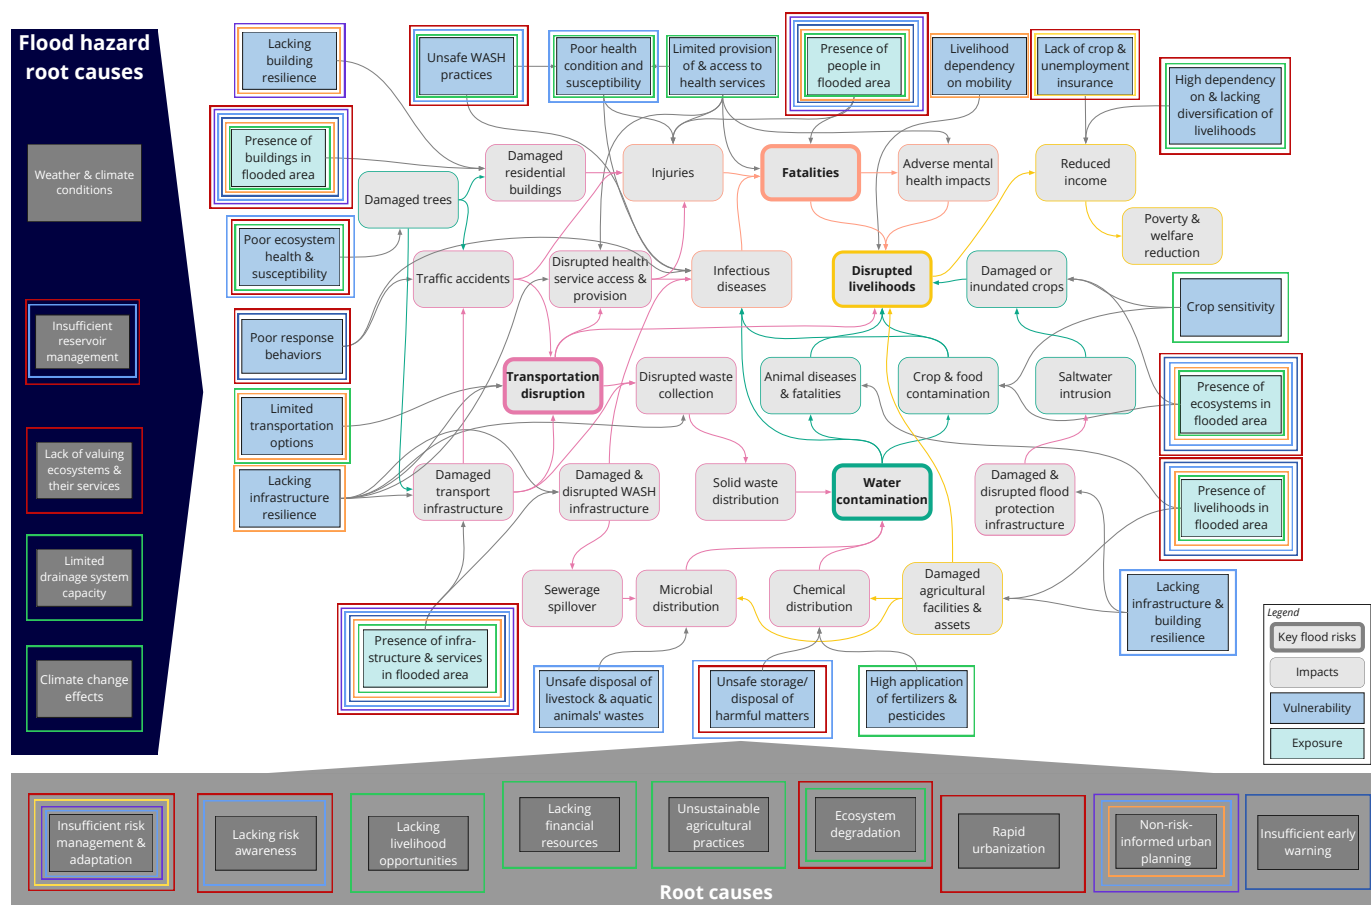 Flood hazard
root causes
Weather & climate
conditions
Insufficient
reservoir
management
Lack of valuing
ecosystems &
their services
Limited
drainage system
capacity
Climate change
effects
Lacking
building
resilience
Unsafe WASH
practices
Poor health
condition and
susceptibility
Limited provision
of & access to
health services
Presence of
people in
flooded area
Livelihood
dependency
on mobility
Lack of crop &
unemployment
insurance
High dependency
on & lacking
diversification of
livelihoods
Presence of
buildings in
flooded area
Damaged trees
Damaged
residential
buildings
Injuries
Fatalities
Adverse mental
health impacts
Reduced
income
Poverty &
welfare
reduction
Poor ecosystem
health &
susceptibility
Traffic accidents
Disrupted health
service access &
provision
Infectious
diseases
Disrupted
livelihoods
Damaged or
inundated crops
Crop sensitivity
Poor response
behaviors
Transportation
disruption
Disrupted waste
collection
Animal diseases
& fatalities
Crop & food
contamination
Saltwater
intrusion
Presence of
ecosystems in
flooded area
Limited
transportation
options
Lacking
infrastructure
resilience
Damaged
transport
infrastructure
Damaged &
disrupted WASH
infrastructure
Solid waste
distribution
Water
contamination
Damaged &
disrupted flood
protection
infrastructure
Presence of
livelihoods in
flooded area
Sewerage
spillover
Microbial
distribution
Chemical
distribution
Damaged
agricultural
facilities &
assets
Lacking
infrastructure &
building
resilience
Presence of infra-
structure & services
in flooded area
Unsafe disposal of
livestock & aquatic
animals' wastes
Unsafe storage/
disposal of
harmful matters
High application
of fertilizers &
pesticides
Legend
Key flood risks
Impacts
Vulnerability
Exposure
Insufficient risk
management &
adaptation
Lacking risk
awareness
Lacking
livelihood
opportunities
Lacking
financial
resources
Unsustainable
agricultural
practices
Ecosystem
degradation
Rapid
urbanization
Non-risk-
informed urban
planning
Insufficient early
warning
Root causes